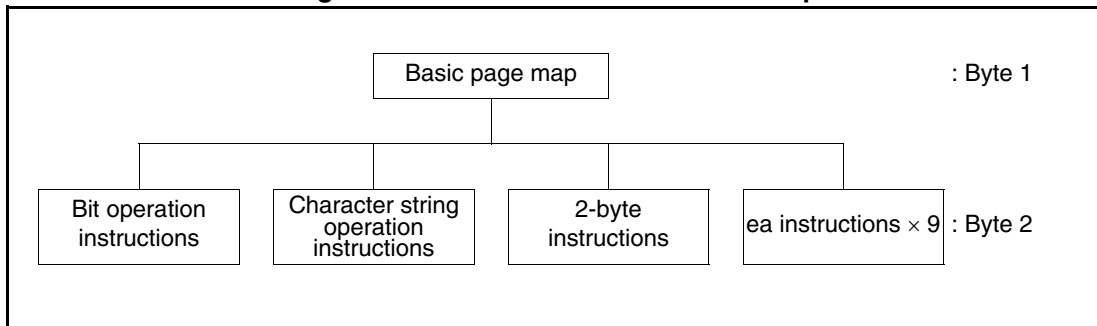 Basic page map
: Byte 1
Bit operation
instructions
Character string
operation
instructions
2-byte
instructions
ea instructions × 9
: Byte 2